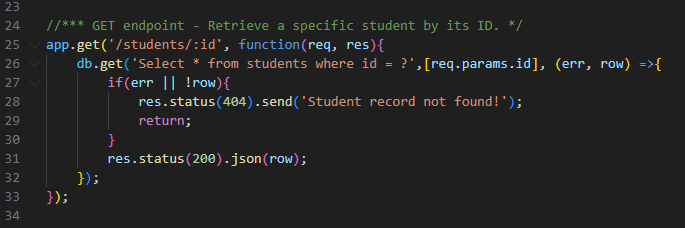 23
24 //*** GET endpoint - Retrieve a specific student by its ID. */
25 app.get('/students/:id', function(req, res){
26     db.get('Select * from students where id = ?',[req.params.id], (err, row) =>{
27         if(err || !row){
28             res.status(404).send('Student record not found!');
29             return;
30         }
31         res.status(200).json(row);
32     });
33 });
34